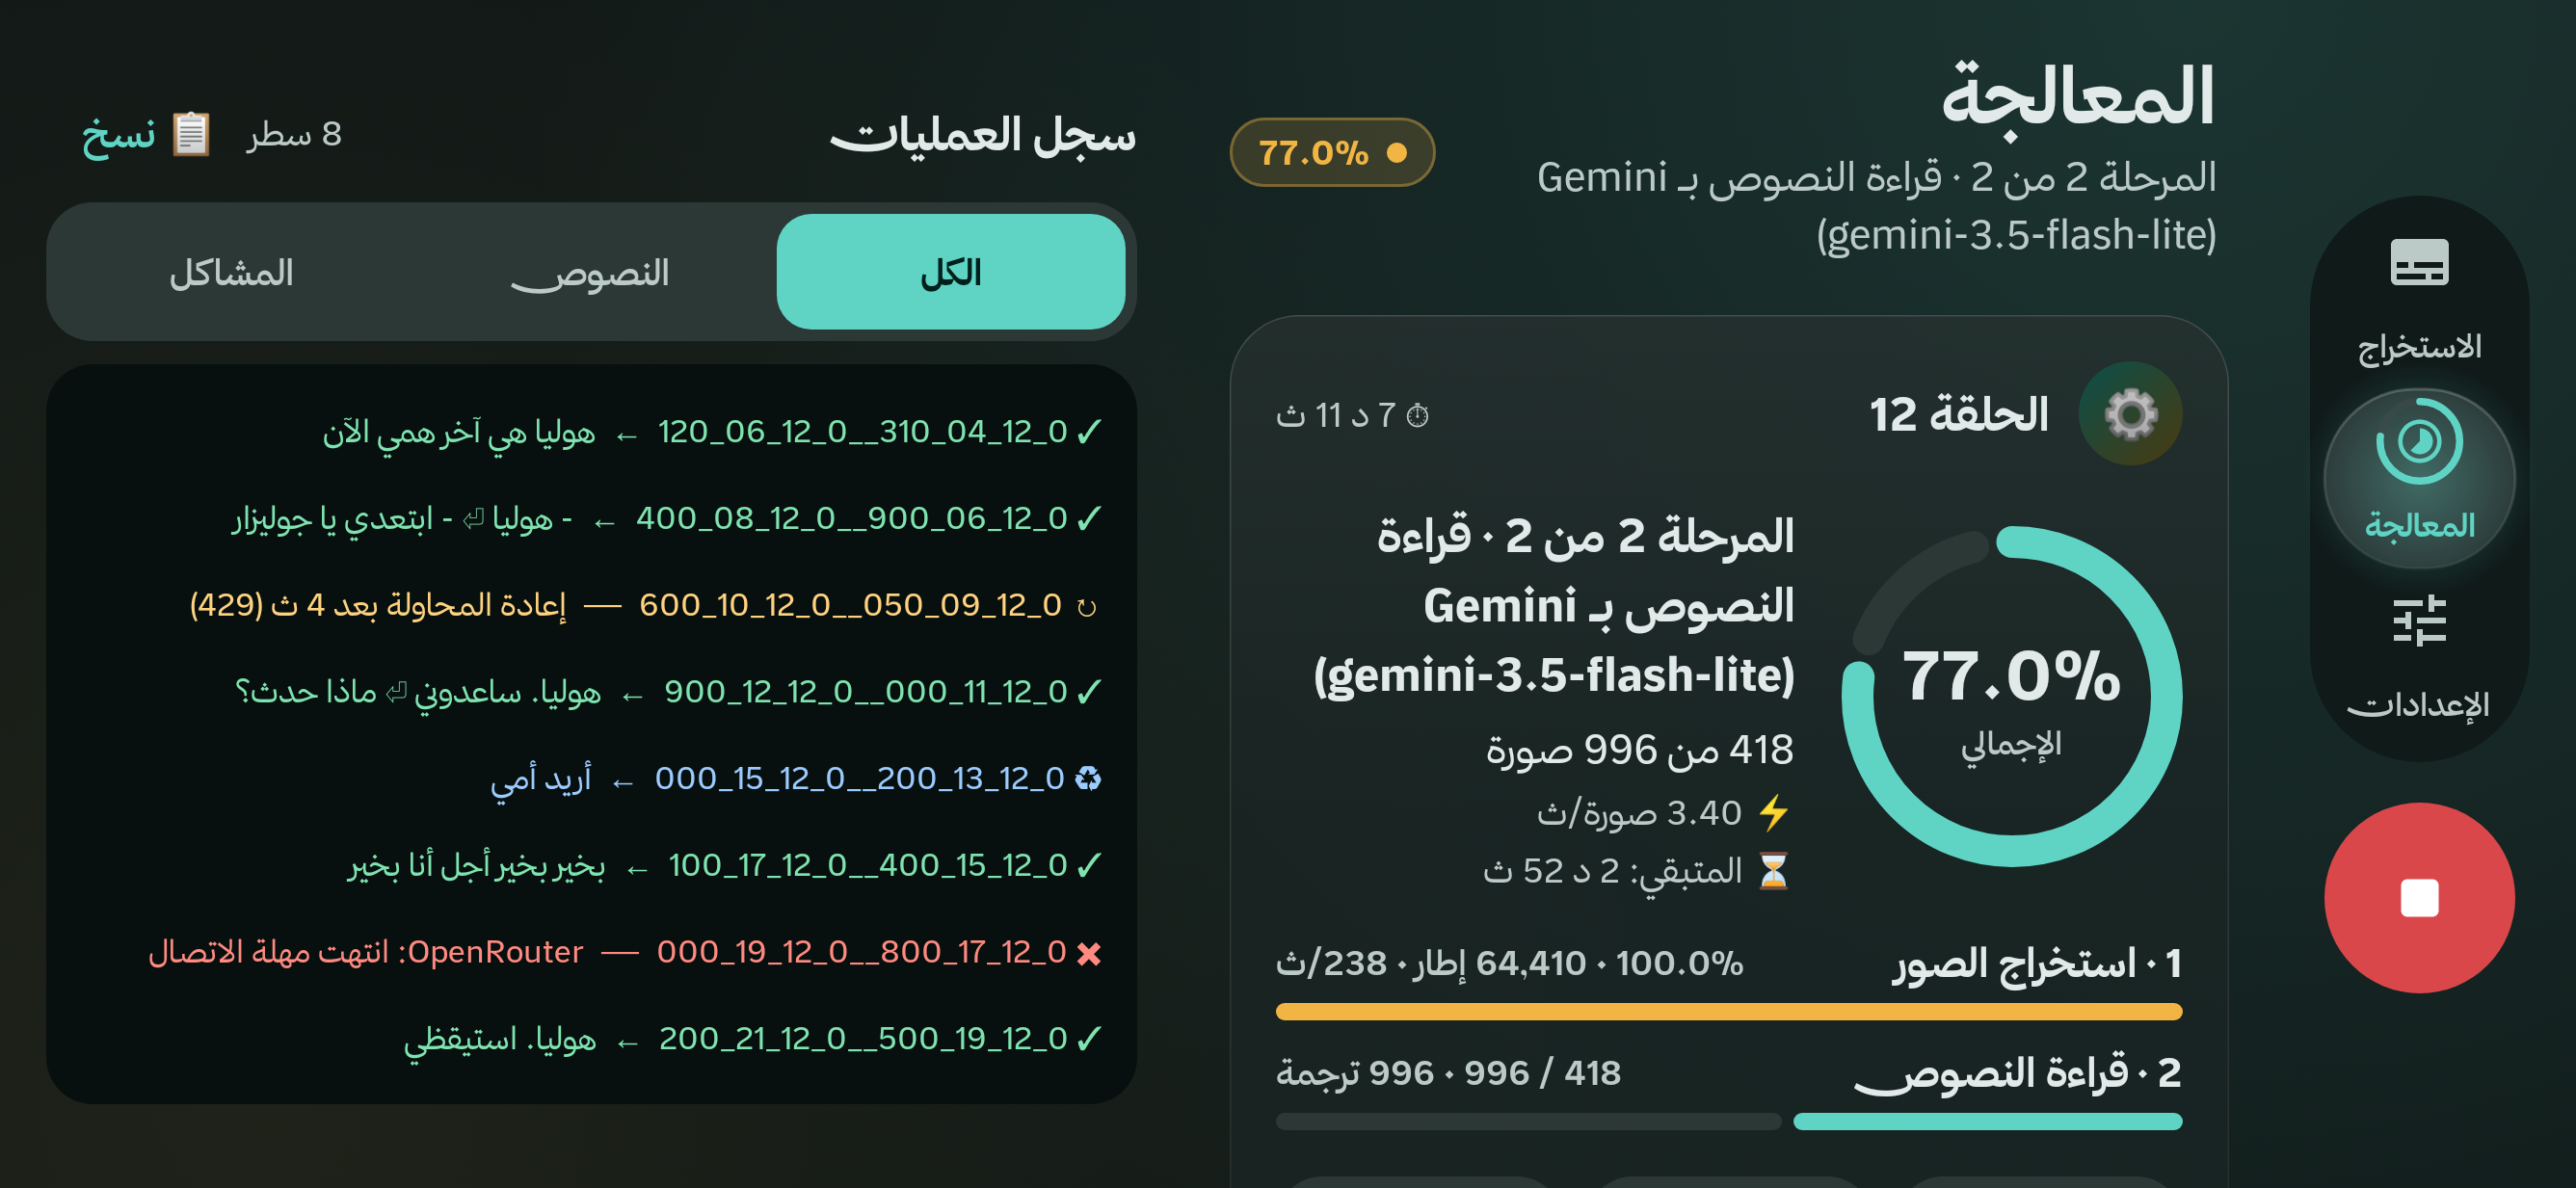 الاستخراج
المعالجة
الإعدادات
المعالجة
المرحلة 2 من 2 · قراءة النصوص بـ Gemini
(gemini-3.5-flash-lite)
77.0%
الحلقة 12
⏱ 7 د 11 ث
77.0%
الإجمالي
المرحلة 2 من 2 · قراءة
النصوص بـ Gemini
(gemini-3.5-flash-lite)
418 من 996 صورة
⚡ 3.40 صورة/ث
⏳ المتبقي: 2 د 52 ث
1 · استخراج الصور
100.0% · 64,410 إطار · 238/ث
2 · قراءة النصوص
418 / 996 · 996 ترجمة
سجل العمليات
8 سطر
📋 نسخ
الكل
النصوص
المشاكل
✓ 0_12_04_310__0_12_06_120 ← هوليا هي آخر همي الآن
✓ 0_12_06_900__0_12_08_400 ← - هوليا ⏎ - ابتعدي يا جوليزار
↻ 0_12_09_050__0_12_10_600 — إعادة المحاولة بعد 4 ث (429)
✓ 0_12_11_000__0_12_12_900 ← هوليا. ساعدوني ⏎ ماذا حدث؟
♻ 0_12_13_200__0_12_15_000 ← أريد أمي
✓ 0_12_15_400__0_12_17_100 ← بخير بخير أجل أنا بخير
✖ 0_12_17_800__0_12_19_000 — OpenRouter: انتهت مهلة الاتصال
✓ 0_12_19_500__0_12_21_200 ← هوليا. استيقظي